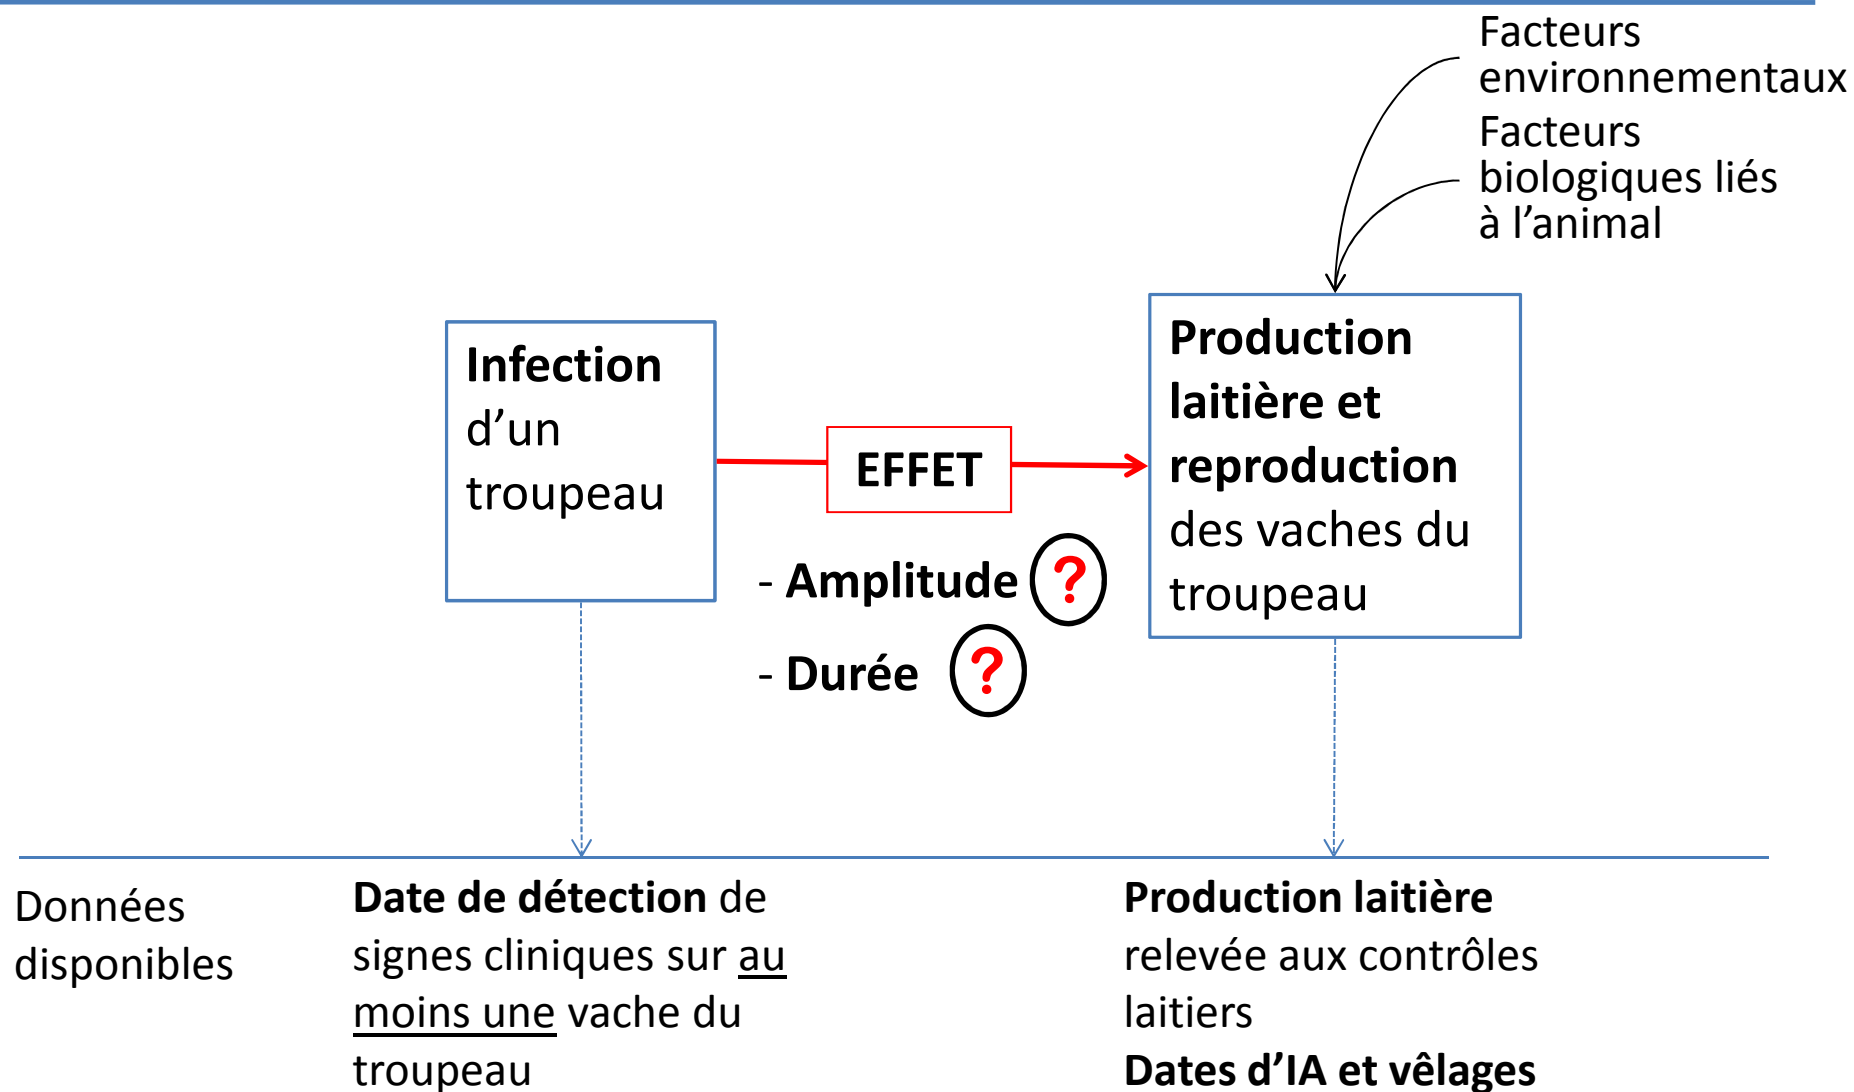 Facteurs
environnementaux
Facteurs
biologiques liés
à l’animal
Infection
d’un
troupeau
EFFET
- Amplitude ?
- Durée ?
Production
laitière et
reproduction
des vaches du
troupeau
Données
disponibles
Date de détection de
signes cliniques sur au
moins une vache du
troupeau
Production laitière
relevée aux contrôles
laitiers
Dates d’IA et vêlages